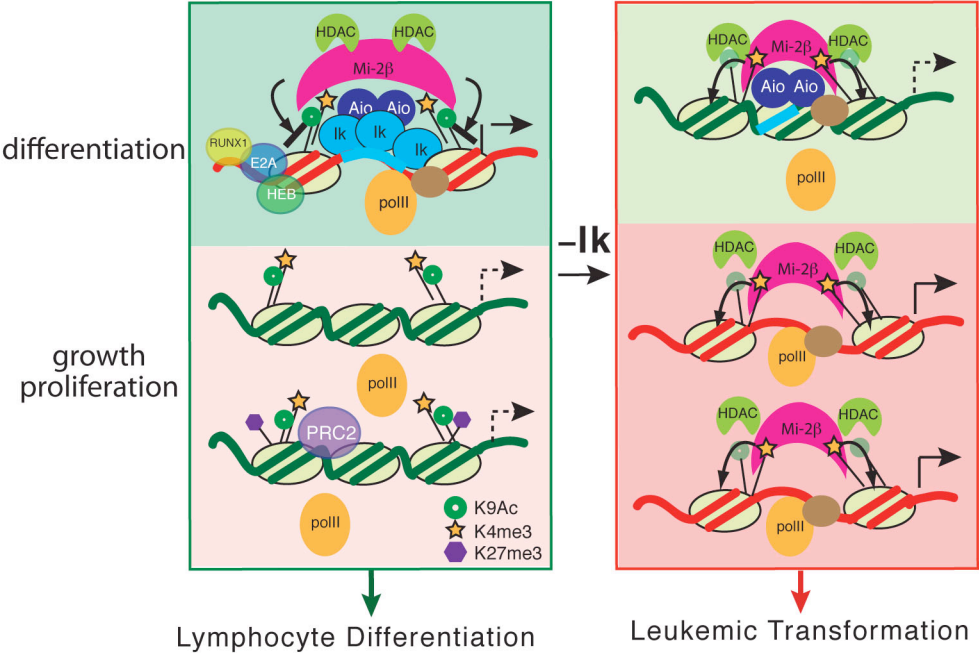 differentiation
growth
proliferation
HDAC HDAC
Mi-2β
Aio Aio
Ik Ik Ik
RUNX1
E2A
HEB
polII
polII
PRC2
polII
K9Ac
K4me3
K27me3
–Ik
HDAC HDAC
Mi-2β
Aio Aio
polII
HDAC HDAC
Mi-2β
polII
HDAC HDAC
Mi-2β
polII
Lymphocyte Differentiation
Leukemic Transformation